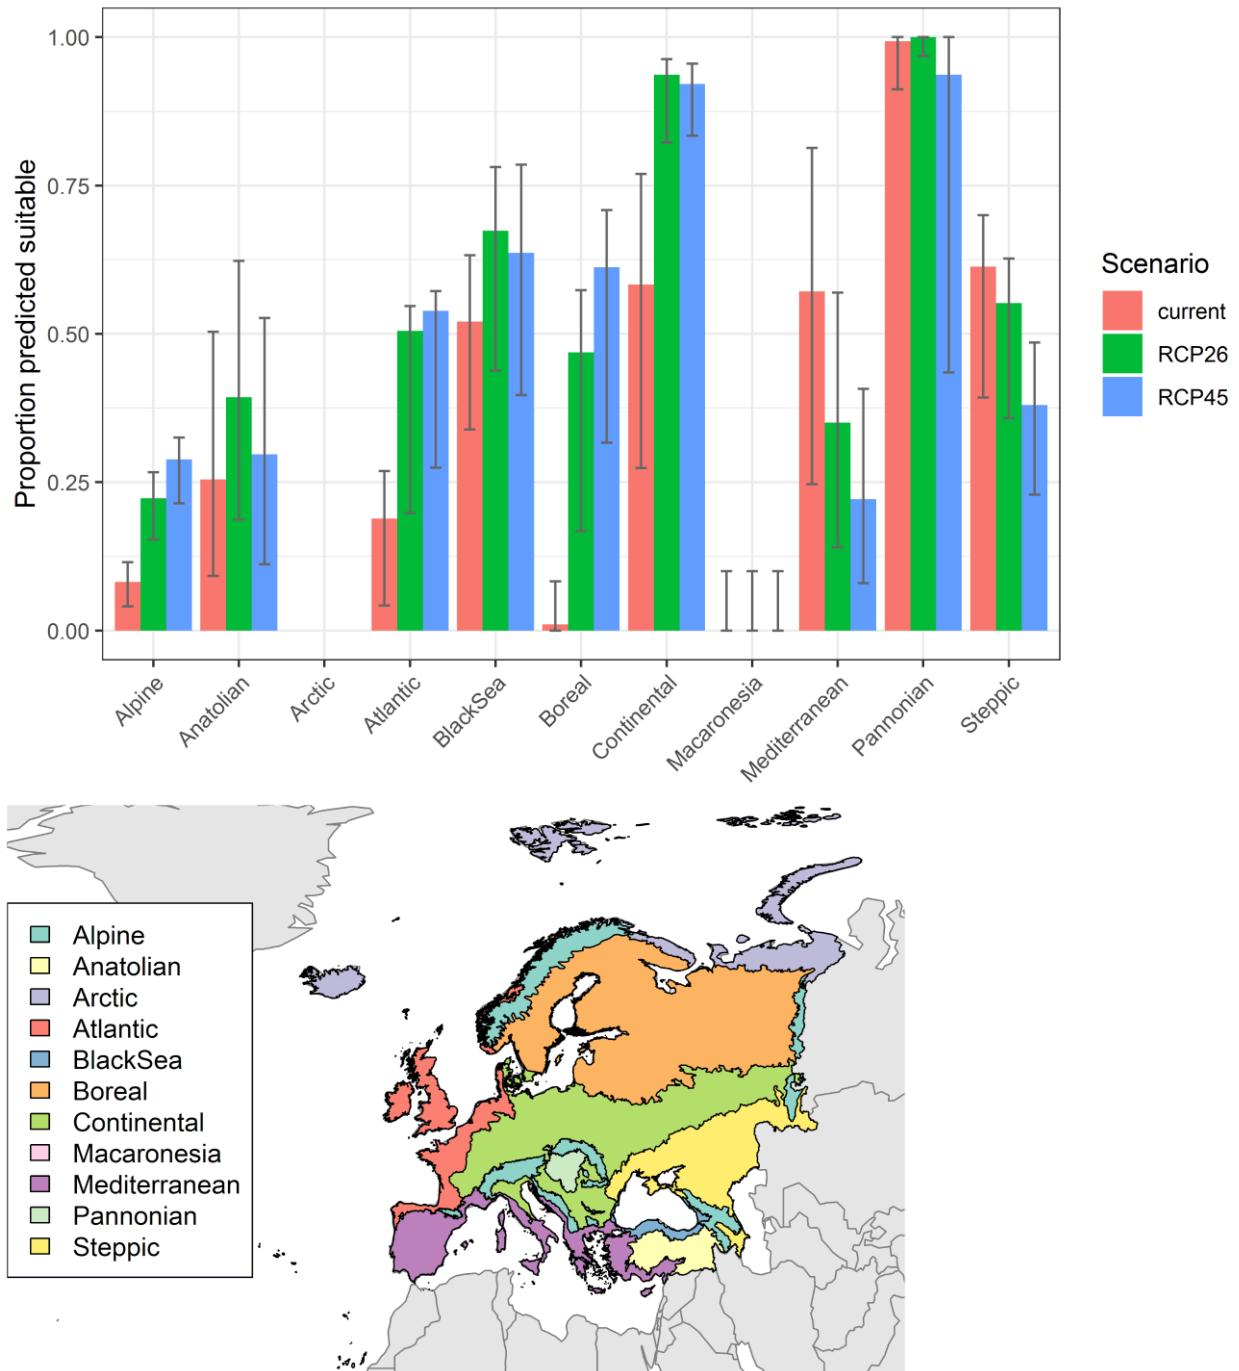 Proportion predicted suitable
1.00
0.75
0.50
0.25
0.00
Alpine
Anatolian
Arctic
Atlantic
BlackSea
Boreal
Continental
Macaronesia
Mediterranean
Pannonian
Steppic
Scenario
current
RCP26
RCP45
Alpine
Anatolian
Arctic
Atlantic
BlackSea
Boreal
Continental
Macaronesia
Mediterranean
Pannonian
Steppic